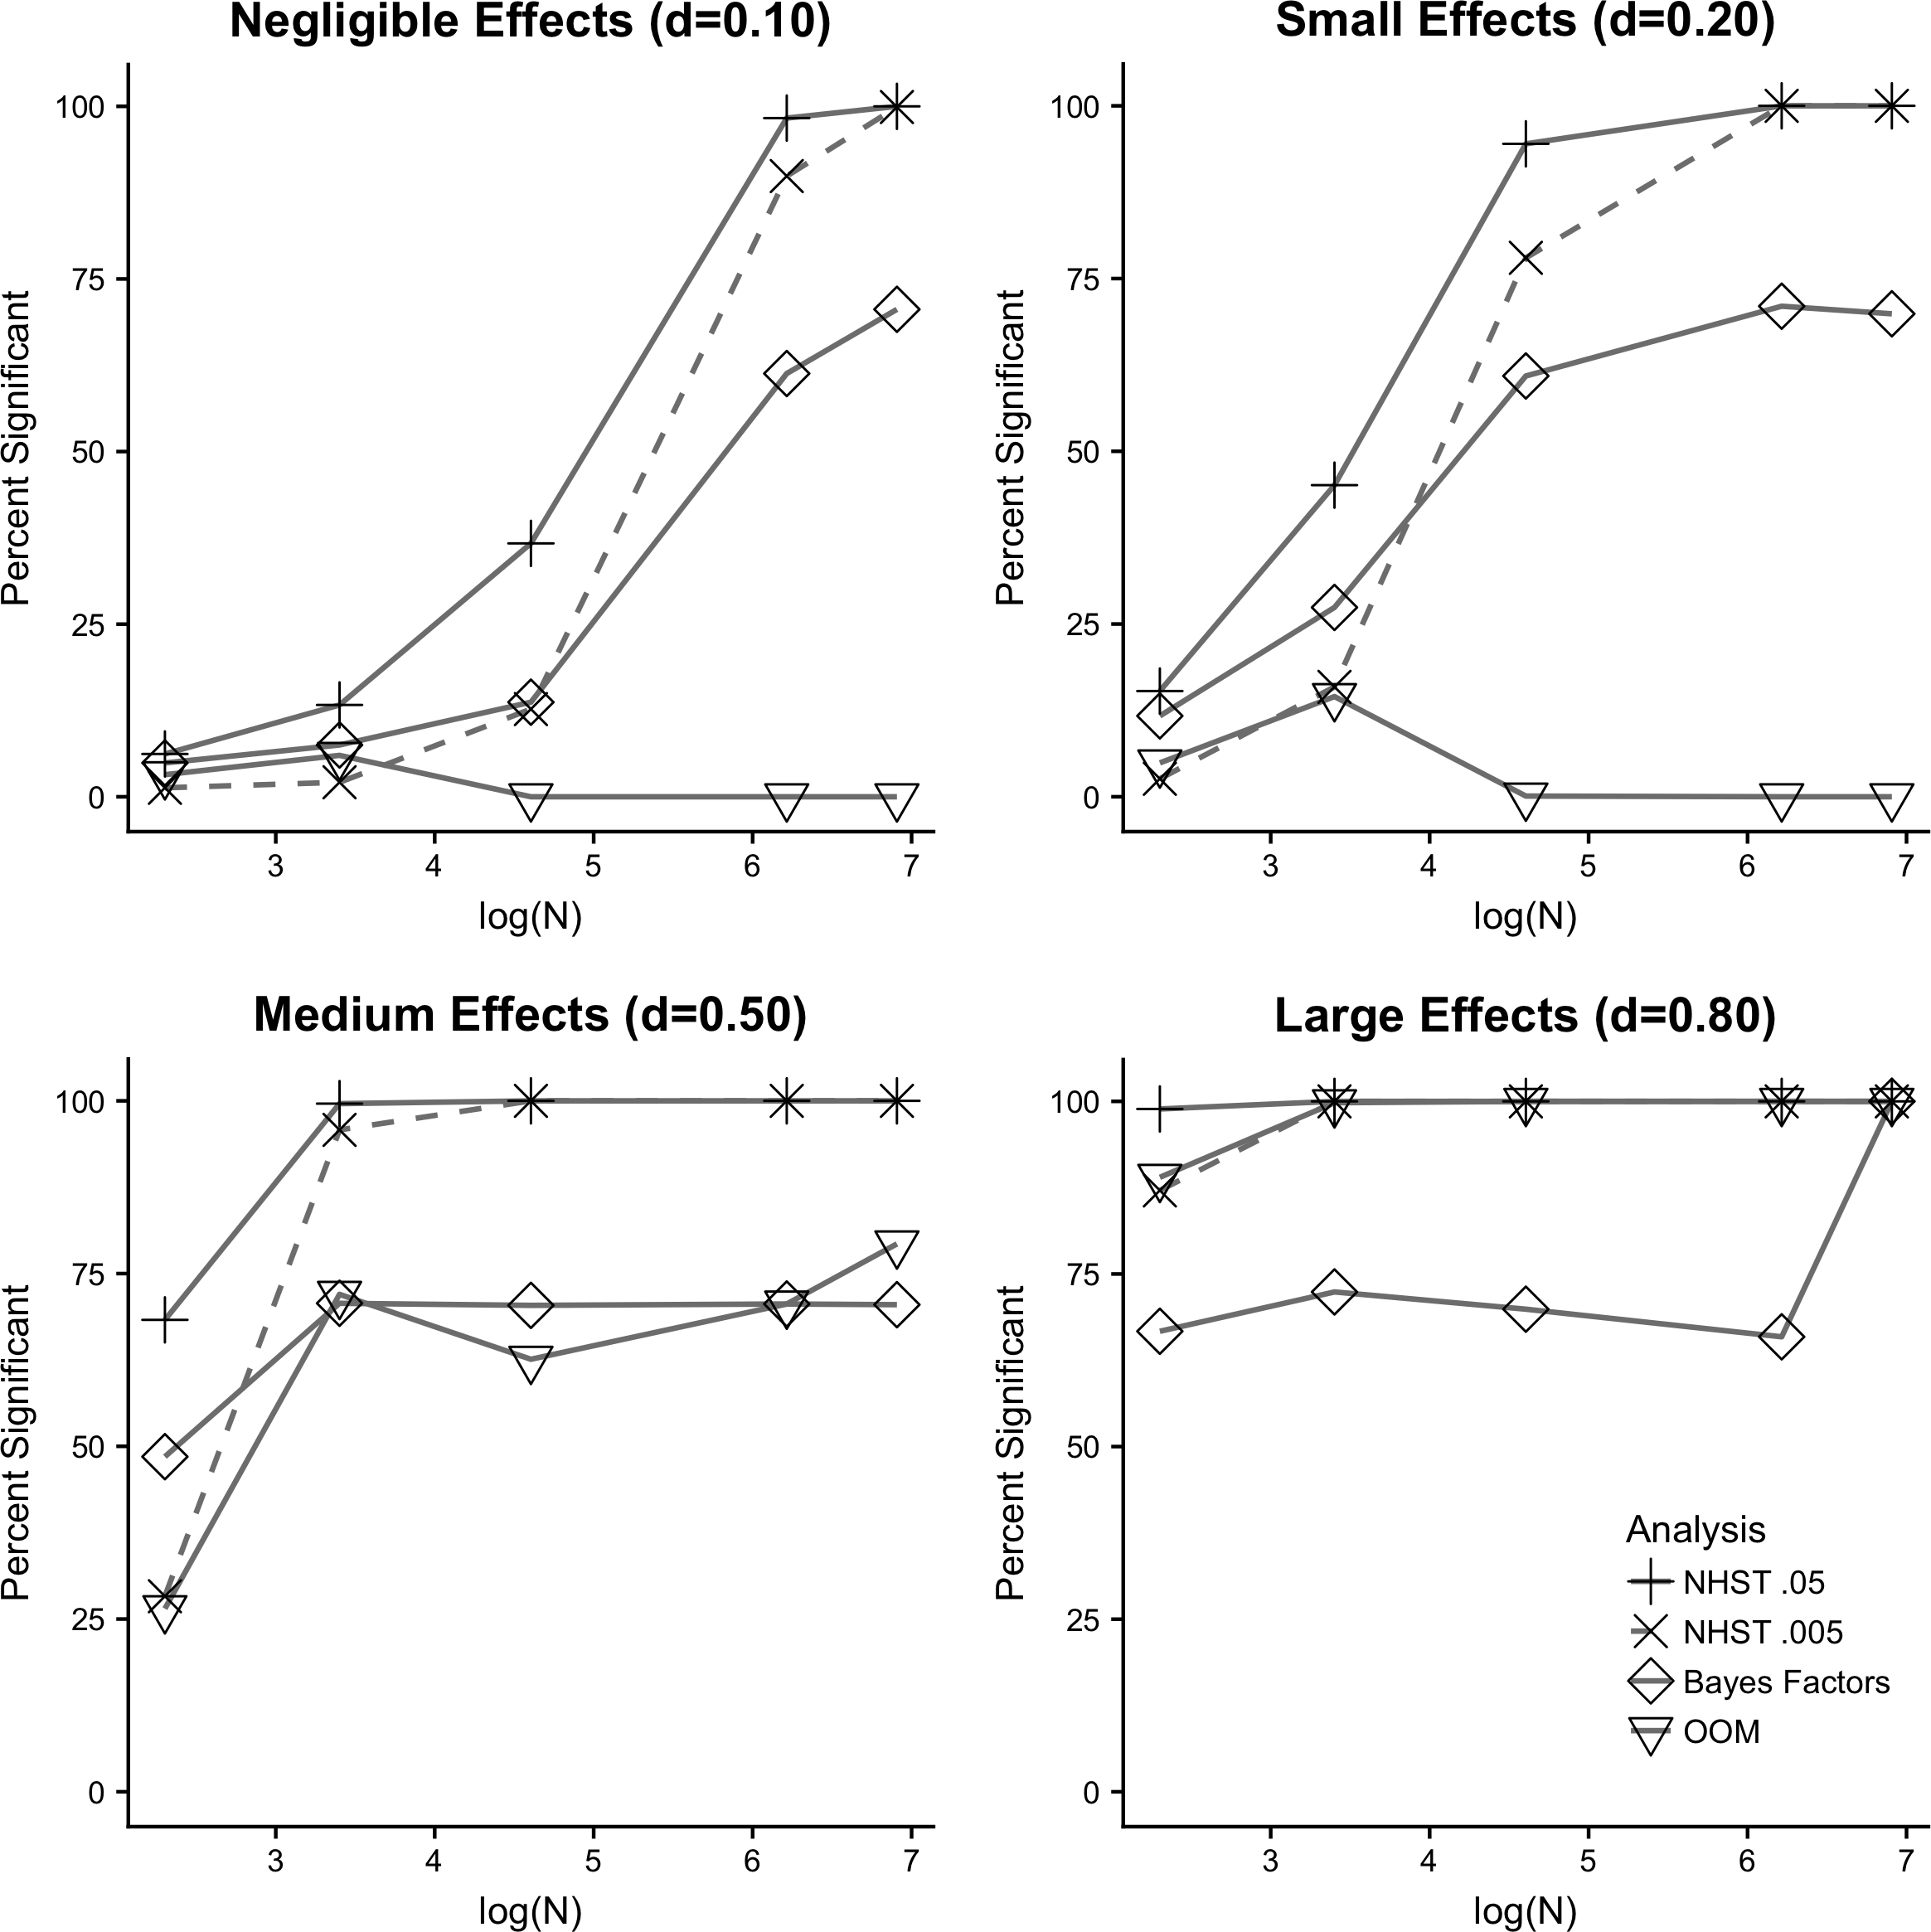 Negligible Effects (d=0.10)
Percent Significant
100
75
50
25
0
3 4 5 6 7
log(N)
Small Effects (d=0.20)
Percent Significant
100
75
50
25
0
3 4 5 6 7
log(N)
Medium Effects (d=0.50)
Percent Significant
100
75
50
25
0
3 4 5 6 7
log(N)
Large Effects (d=0.80)
Percent Significant
100
75
50
25
0
3 4 5 6 7
log(N)
Analysis
NHST .05
NHST .005
Bayes Factors
OOM